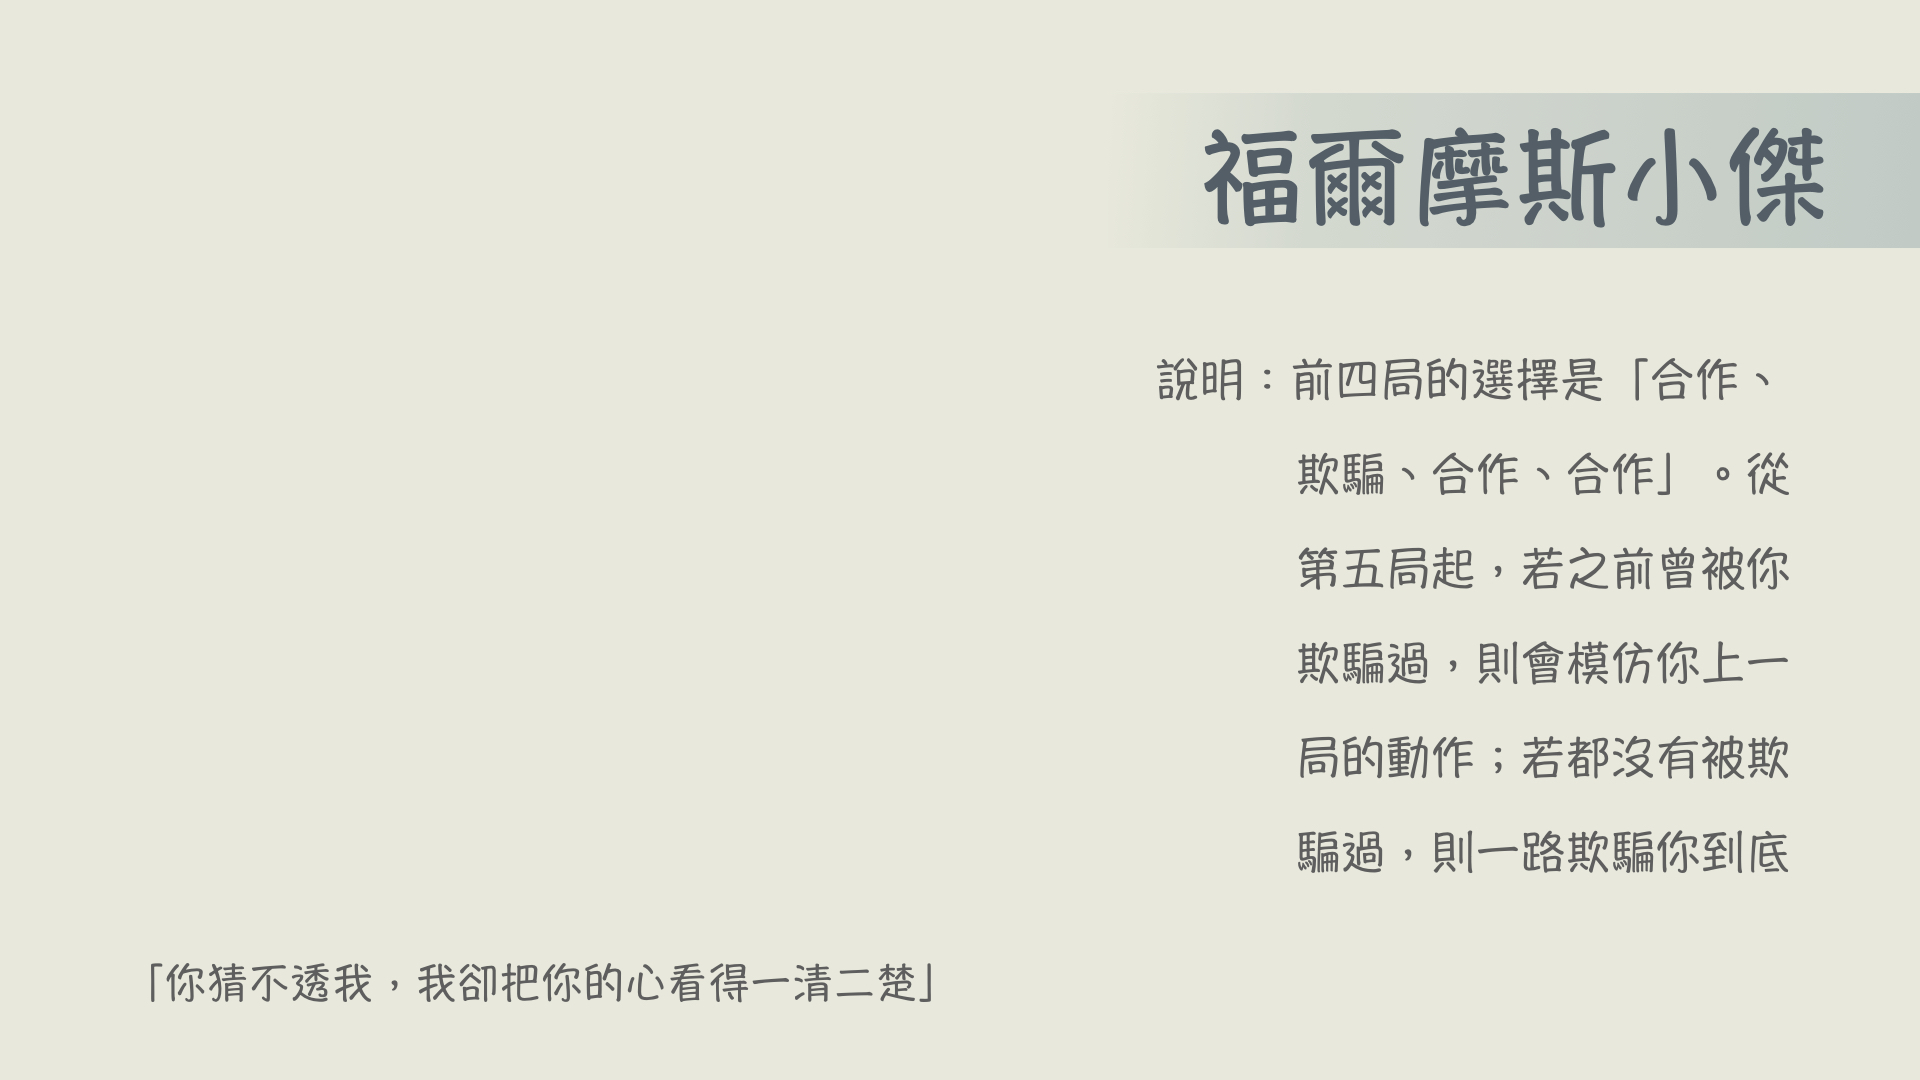 福爾摩斯小傑
說明：前四局的選擇是「合作、
欺騙、合作、合作」。從
第五局起，若之前曾被你
欺騙過，則會模仿你上一
局的動作；若都沒有被欺
騙過，則一路欺騙你到底
「你猜不透我，我卻把你的心看得一清二楚」